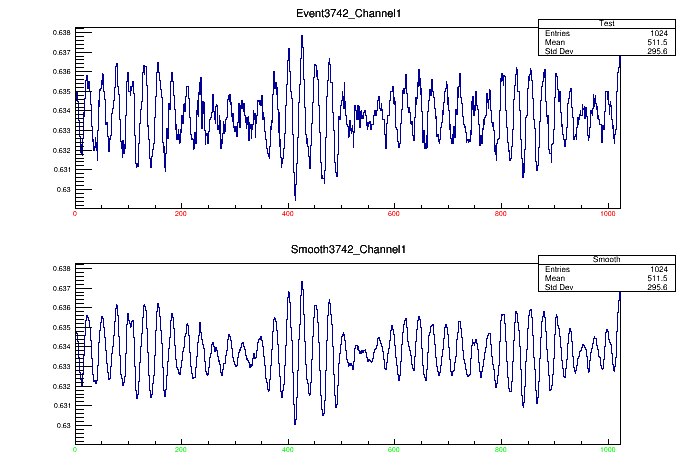 Event3742_Channel1
Test
Entries 1024
Mean 511.5
Std Dev 295.6
0.638
0.637
0.636
0.635
0.634
0.633
0.632
0.631
0.63
0 200 400 600 800 1000
Smooth3742_Channel1
Smooth
Entries 1024
Mean 511.5
Std Dev 295.6
0.638
0.637
0.636
0.635
0.634
0.633
0.632
0.631
0.63
0 200 400 600 800 1000